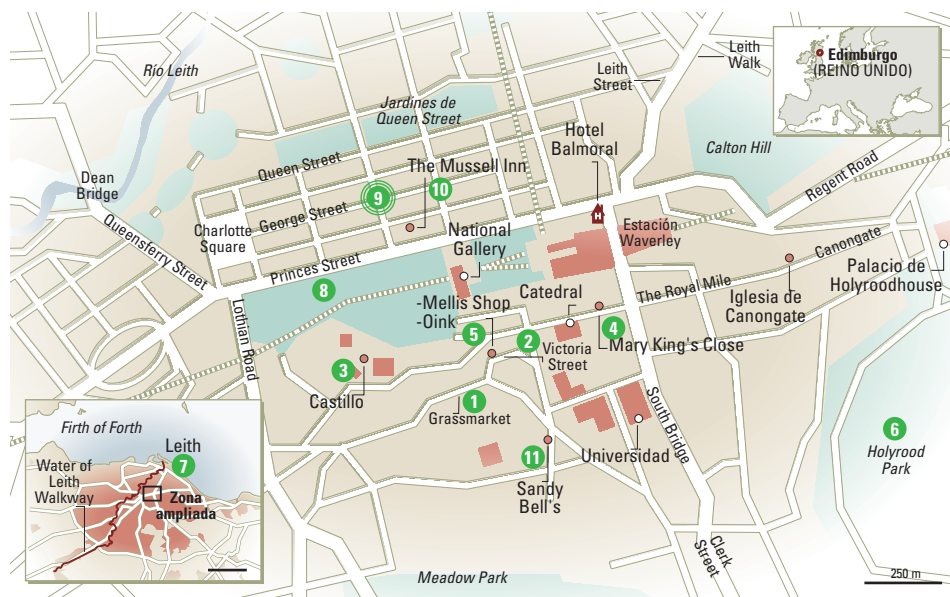 Río Leith
Jardines de
Queen Street
Leith
Street
Leith
Walk
Edimburgo
(REINO UNIDO)
Calton Hill
Hotel
Balmoral
Queen Street
The Mussell Inn
Regent Road
Dean
Bridge
9
10
George Street
H
Queensferry Street
Charlotte
Square
National
Gallery
Estación
Waverley
Canongate
Princes Street
Palacio de
Holyroodhouse
8
Catedral
The Royal Mile
Iglesia de
Canongate
Lothian Road
-Mellis Shop
-Oink
5
2
4
Victoria
Street
Mary King's Close
3
Castillo
1
Grassmarket
South Bridge
6
Holyrood
Park
Firth of Forth
Leith
7
Water of
Leith
Walkway
Zona
ampliada
11
Universidad
Sandy
Bell's
Clerk
Street
Meadow Park
250 m